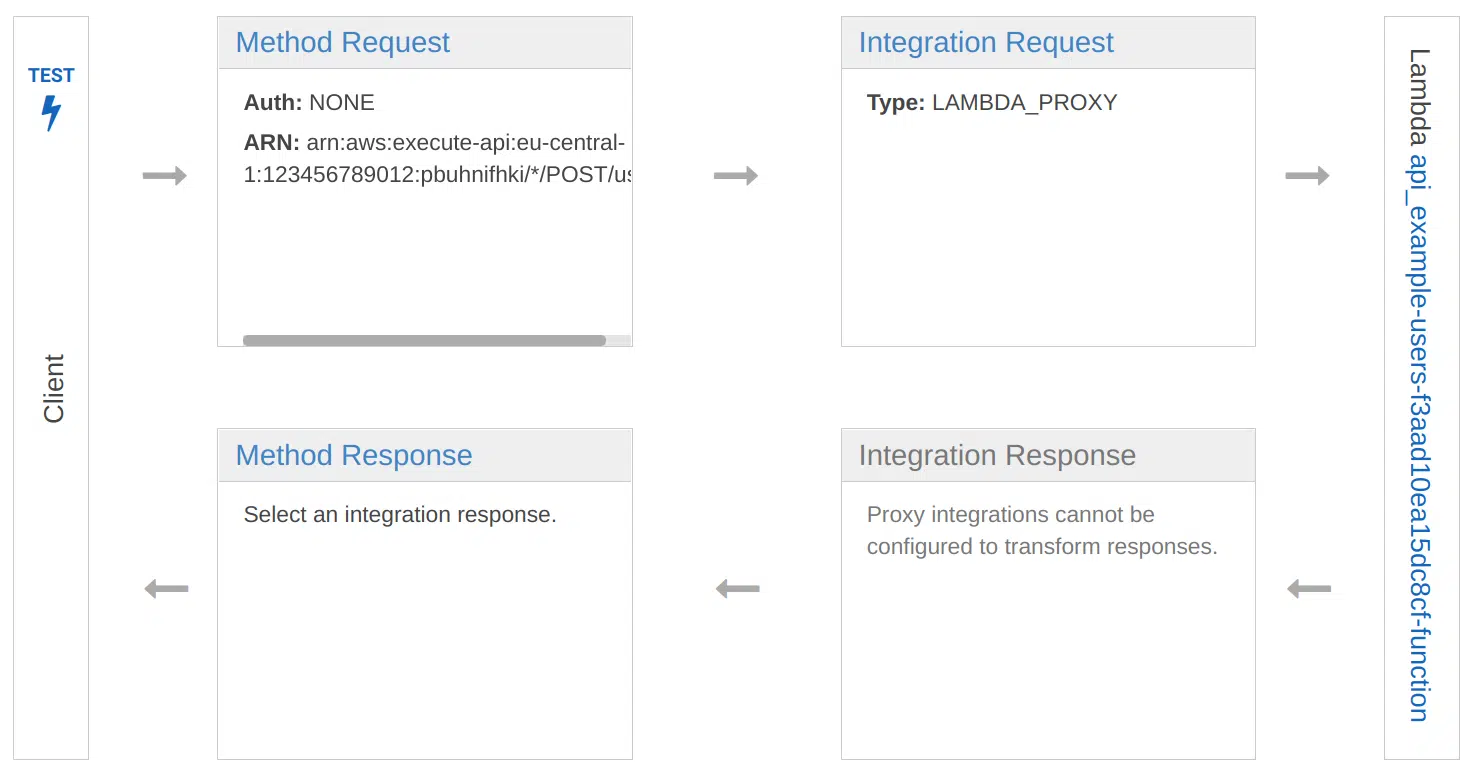 TEST
Client
Method Request
Auth: NONE
ARN: arn:aws:execute-api:eu-central-
1:123456789012:pbuhnifhki/*/POST/us
Integration Request
Type: LAMBDA_PROXY
Lambda api_example-users-f3aad10ea15dc8cf-function
Method Response
Select an integration response.
Integration Response
Proxy integrations cannot be
configured to transform responses.